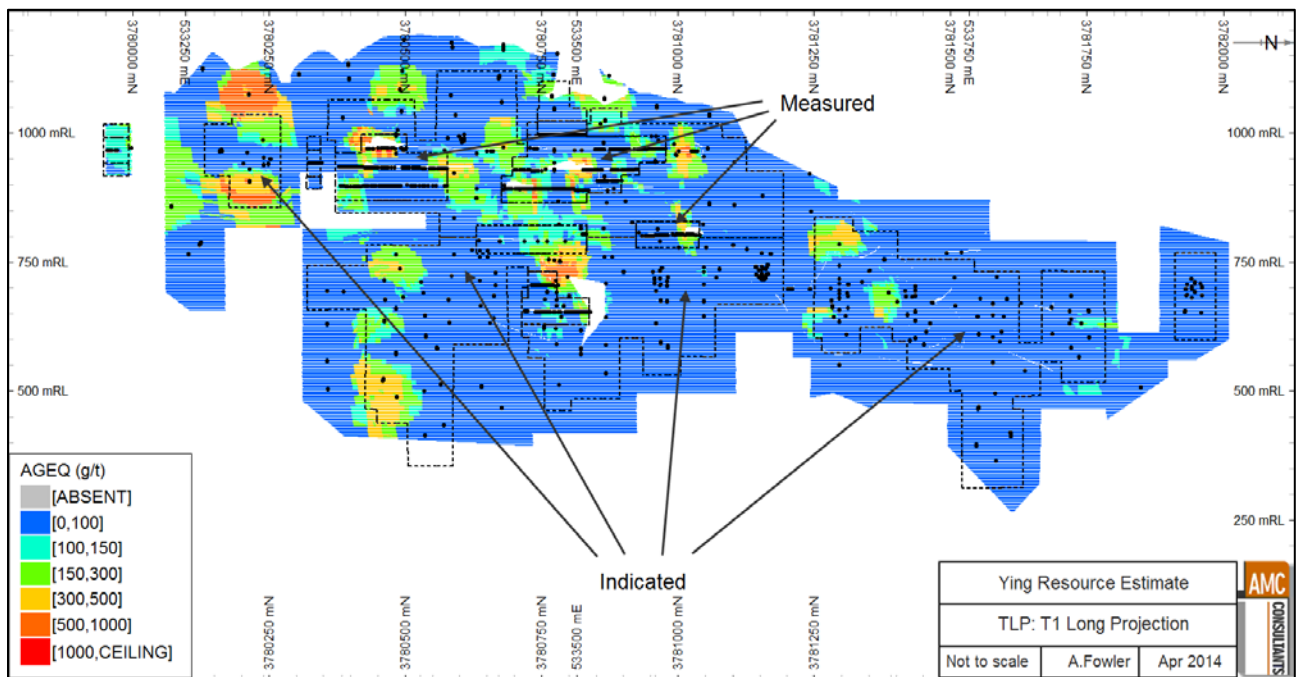 3780000 mN
533250 mE
3780250 mN
3780500 mN
3780750 mN
533500 mE
3781000 mN
3781250 mN
3781500 mN
533750 mE
3781750 mN
3782000 mN
N
Measured
1000 mRL
1000 mRL
750 mRL
750 mRL
500 mRL
500 mRL
250 mRL
Indicated
AGEQ (g/t)
[ABSENT]
[0,100]
[100,150]
[150,300]
[300,500]
[500,1000]
[1000,CEILING]
3780250 mN
3780500 mN
3780750 mN
533500 mE
3781000 mN
3781250 mN
Ying Resource Estimate
TLP: T1 Long Projection
Not to scale
A.Fowler
Apr 2014
AMC
CONSULTANTS